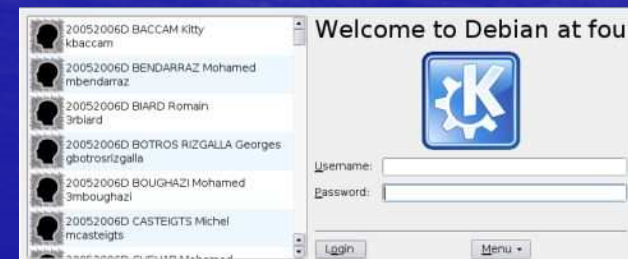 20052006D BACCAM Kitty
kbaccam
20052006D BENDARRAZ Mohamed
mbendarraz
20052006D BIARD Romain
3rbiard
20052006D BOTROS RIZGALLA Georges
gbotrosrizgalla
20052006D BOUGHAZI Mohamed
3mboughazi
20052006D CASTEIGTS Michel
mcasteigts
Welcome to Debian at fou
K
Username:
Password:
Login
Menu